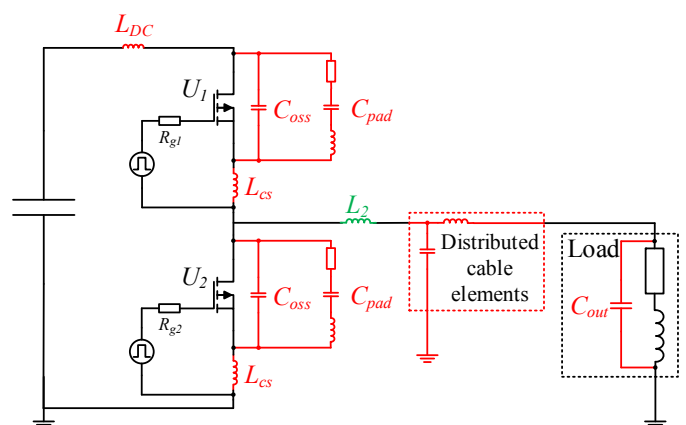 L_DC
U_1
C_oss
C_pad
R_g1
L_cs
L_2
Distributed
cable
elements
Load
U_2
C_oss
C_pad
C_out
R_g2
L_cs